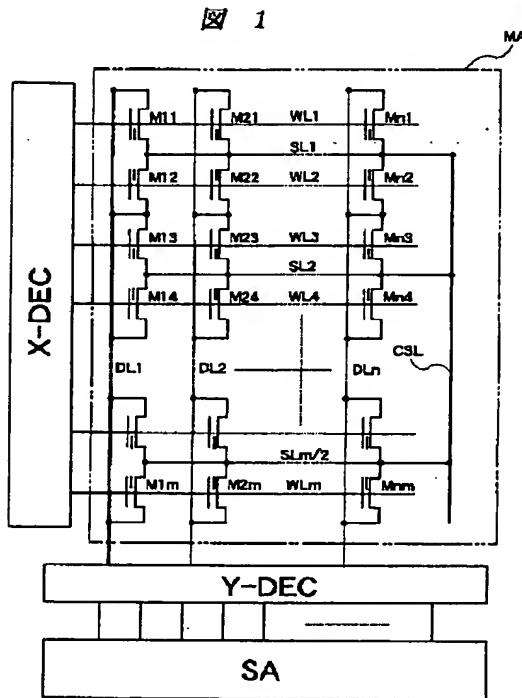 図 1
MA
M11 M21 WL1 Mn1
SL1
M12 M22 WL2 Mn2
M13 M23 WL3 Mn3
SL2
M14 M24 WL4 Mn4
X-DEC
DL1 DL2 DLn CSL
SLm/2
M1m M2m WLm Mnm
Y-DEC
SA